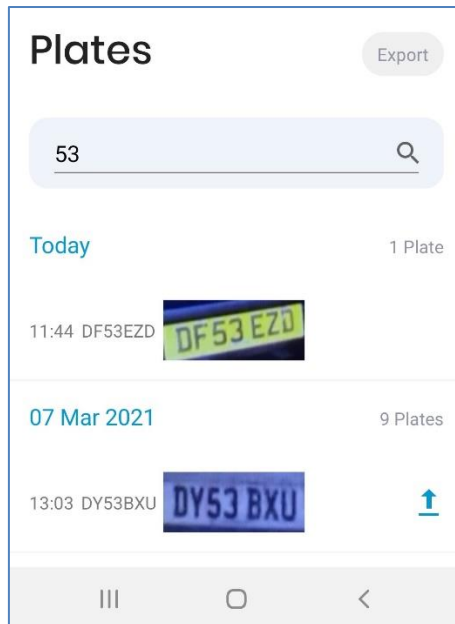 Plates
Export
53
Today
1 Plate
11:44 DF53EZD DF53 EZD
07 Mar 2021
9 Plates
13:03 DY53BXU DY53 BXU